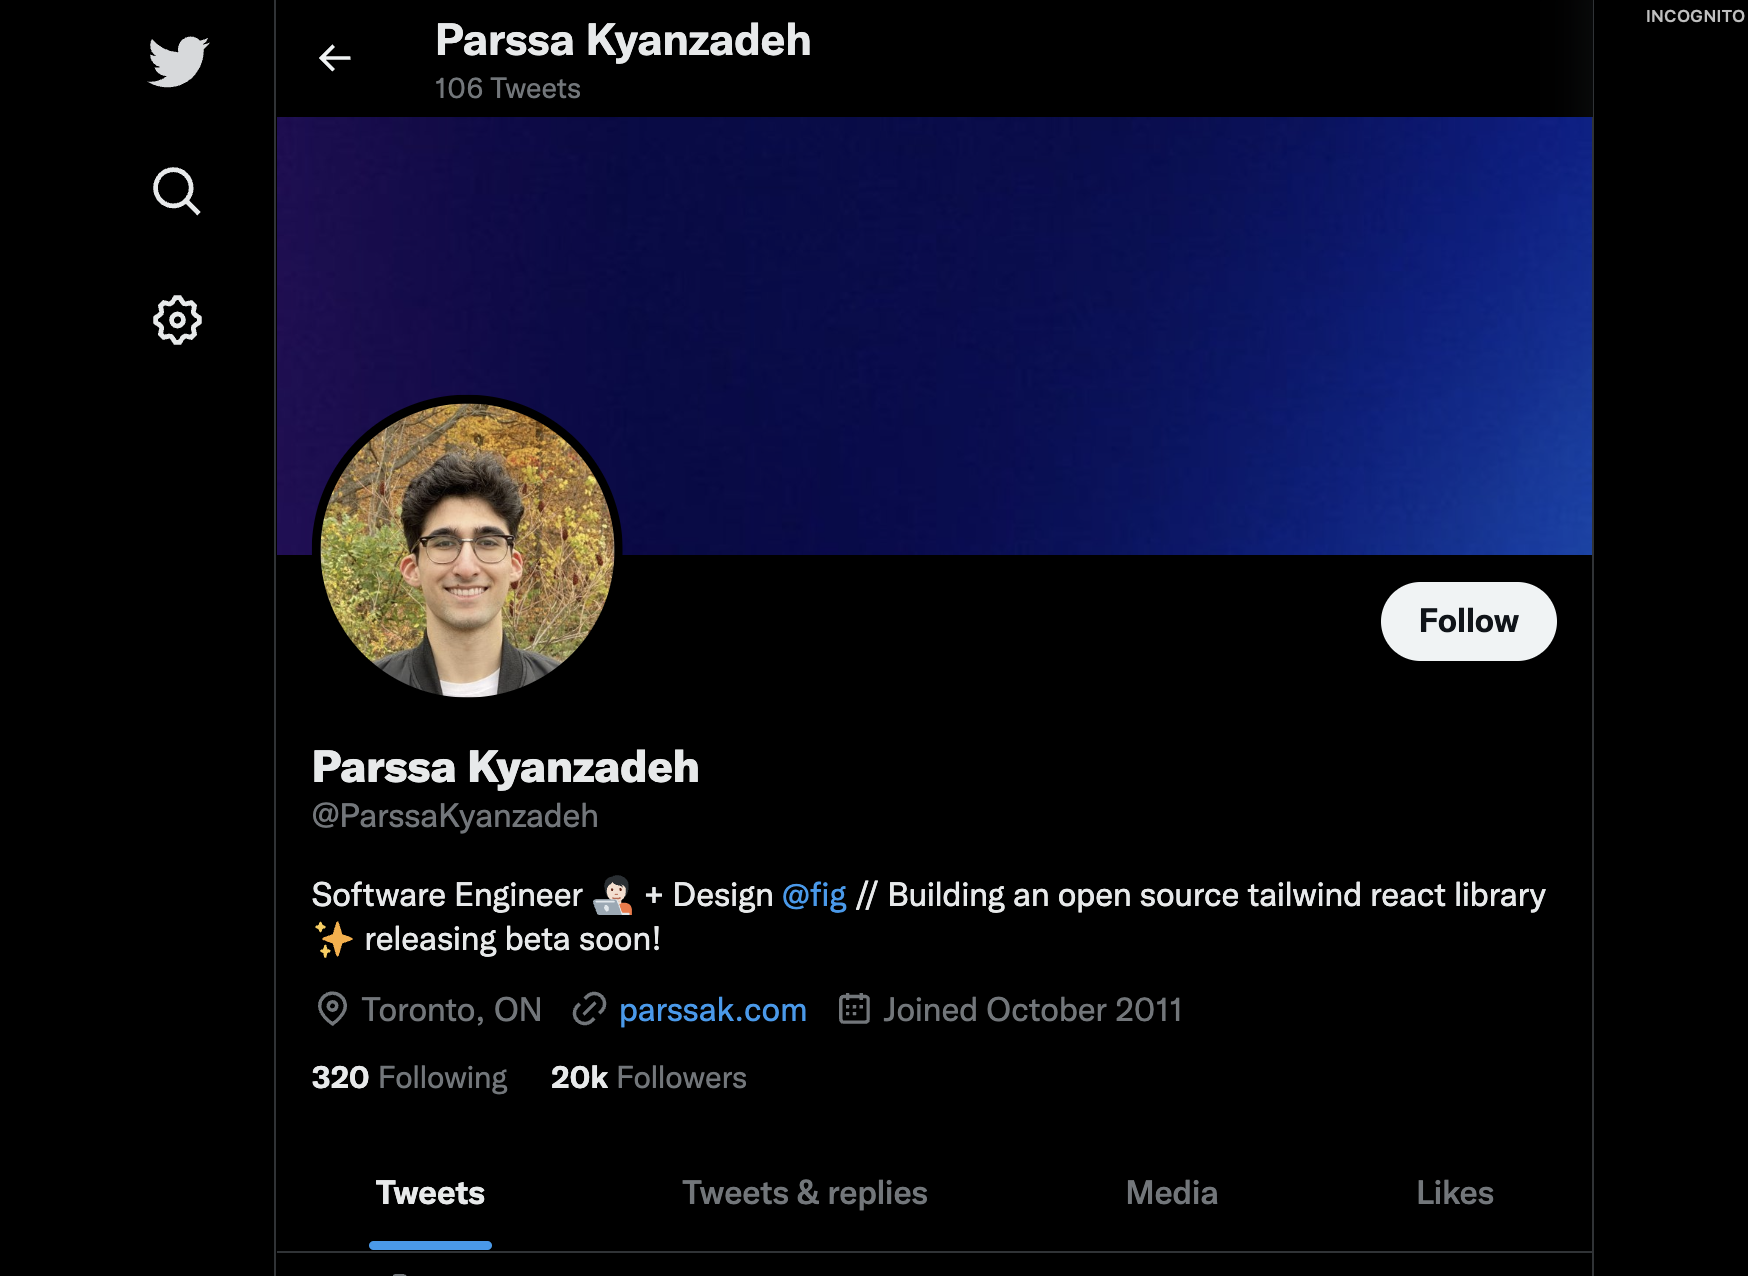 INCOGNITO
Parssa Kyanzadeh
106 Tweets
Follow
Parssa Kyanzadeh
@ParssaKyanzadeh
Software Engineer 🧑🏻‍💻 + Design @fig // Building an open source tailwind react library
✨ releasing beta soon!
Toronto, ON parssak.com Joined October 2011
320 Following 20k Followers
Tweets Tweets & replies Media Likes